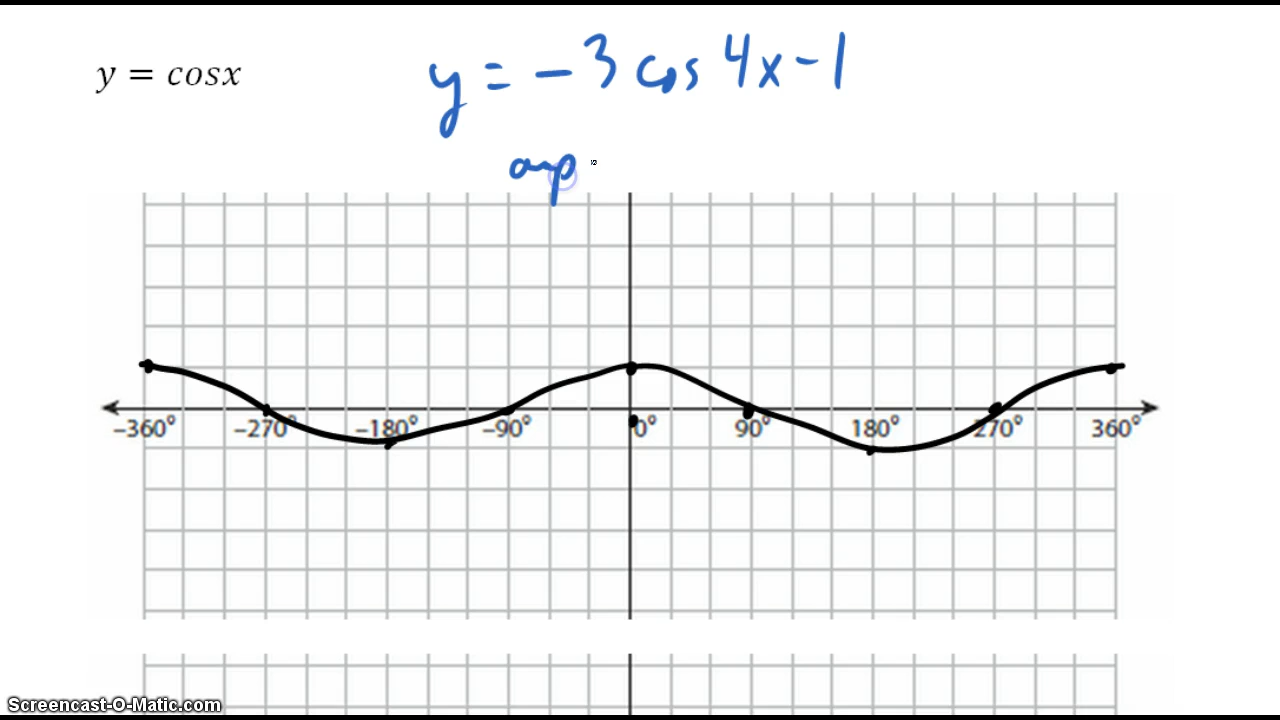 y = cosx
y = -3 cos 4x - 1
amp
-360° -270° -180° -90° 0° 90° 180° 270° 360°
Screencast-O-Matic.com